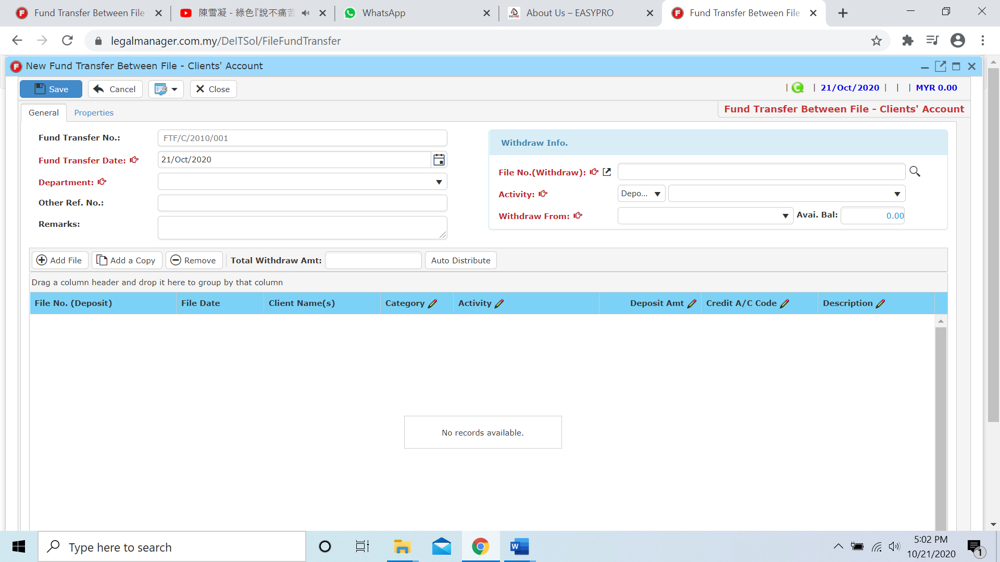 Fund Transfer Between File
陳雪凝 - 綠色『說不痛苦
WhatsApp
About Us – EASYPRO
Fund Transfer Between File
legalmanager.com.my/DeITSol/FileFundTransfer
New Fund Transfer Between File - Clients' Account
Save
Cancel
Close
| | 21/Oct/2020 | | | MYR 0.00
General
Properties
Fund Transfer Between File - Clients' Account
Fund Transfer No.:
FTF/C/2010/001
Fund Transfer Date:
21/Oct/2020
Department:
Other Ref. No.:
Remarks:
Withdraw Info.
File No.(Withdraw):
Activity:
Depo...
Withdraw From:
Avai. Bal:
0.00
Add File
Add a Copy
Remove
Total Withdraw Amt:
Auto Distribute
Drag a column header and drop it here to group by that column
File No. (Deposit)
File Date
Client Name(s)
Category
Activity
Deposit Amt
Credit A/C Code
Description
No records available.
Type here to search
5:02 PM
10/21/2020
1